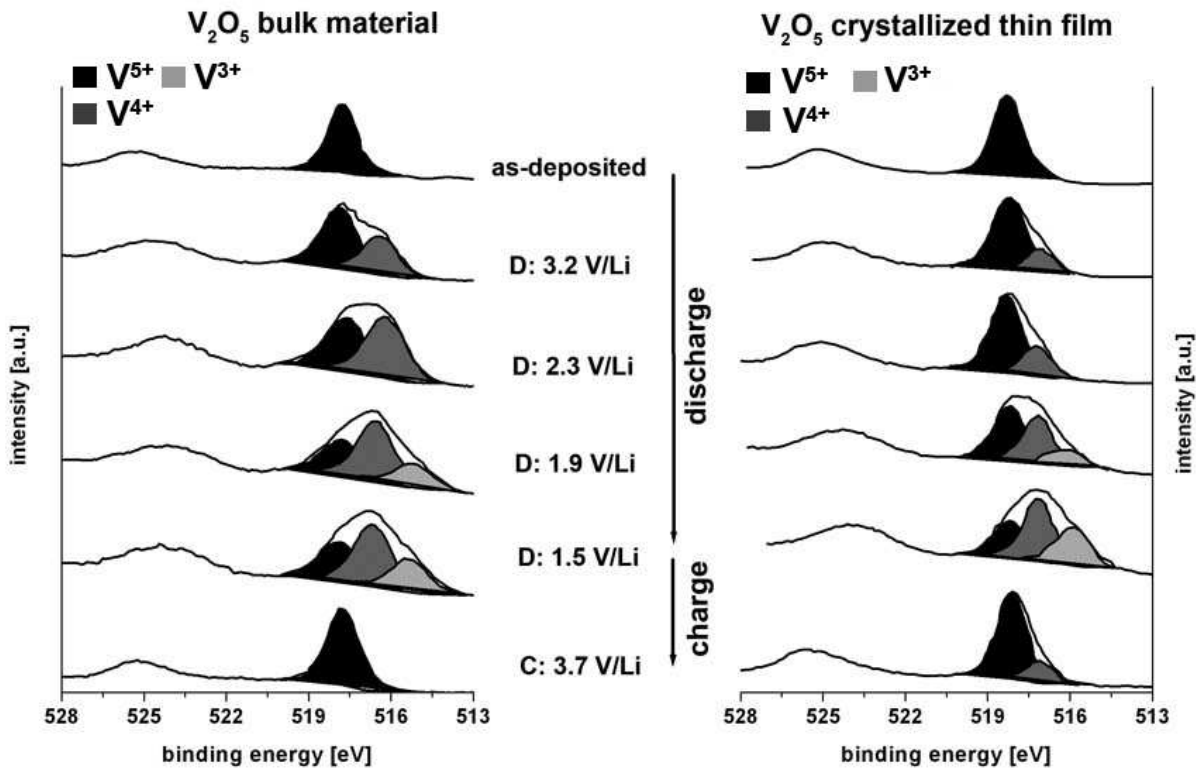 V₂O₅ bulk material
V⁵⁺ V³⁺
V⁴⁺
V₂O₅ crystallized thin film
V⁵⁺ V³⁺
V⁴⁺
as-deposited
D: 3.2 V/Li
D: 2.3 V/Li
D: 1.9 V/Li
D: 1.5 V/Li
C: 3.7 V/Li
discharge
charge
intensity [a.u.]
intensity [a.u.]
528 525 522 519 516 513
binding energy [eV]
528 525 522 519 516 513
binding energy [eV]